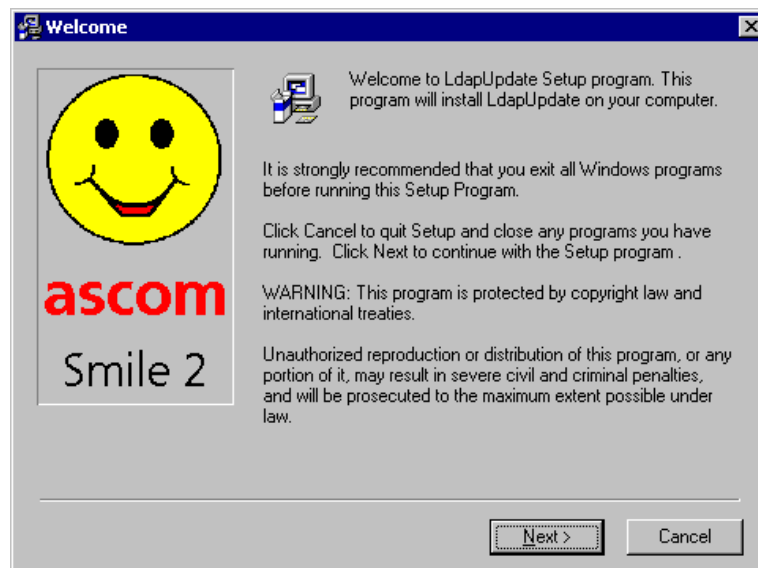 Welcome
Welcome to LdapUpdate Setup program. This
program will install LdapUpdate on your computer.
It is strongly recommended that you exit all Windows programs
before running this Setup Program.
Click Cancel to quit Setup and close any programs you have
running.  Click Next to continue with the Setup program .
WARNING: This program is protected by copyright law and
international treaties.
Unauthorized reproduction or distribution of this program, or any
portion of it, may result in severe civil and criminal penalties,
and will be prosecuted to the maximum extent possible under
law.
ascom
Smile 2
Next >
Cancel